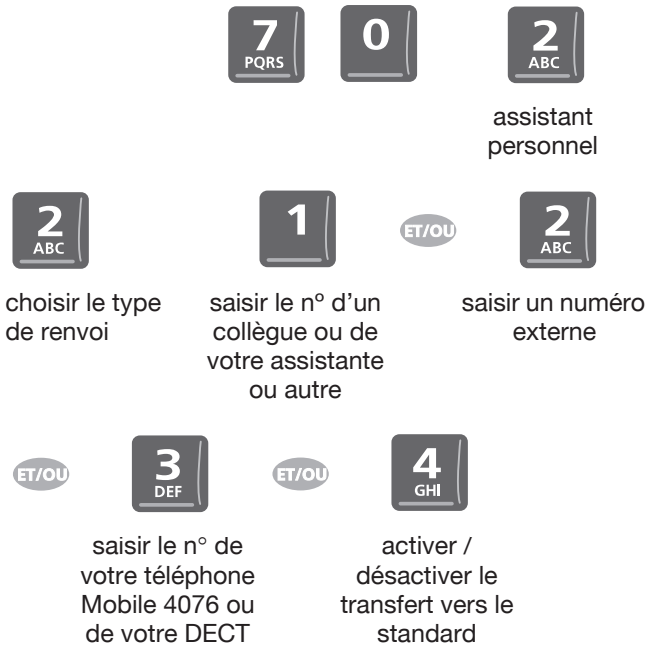 7 PQRS 0 2 ABC
assistant
personnel
2 ABC 1 ET/OU 2 ABC
choisir le type
de renvoi
saisir le nº d’un
collègue ou de
votre assistante
ou autre
saisir un numéro
externe
ET/OU 3 DEF ET/OU 4 GHI
saisir le n° de
votre téléphone
Mobile 4076 ou
de votre DECT
activer /
désactiver le
transfert vers le
standard